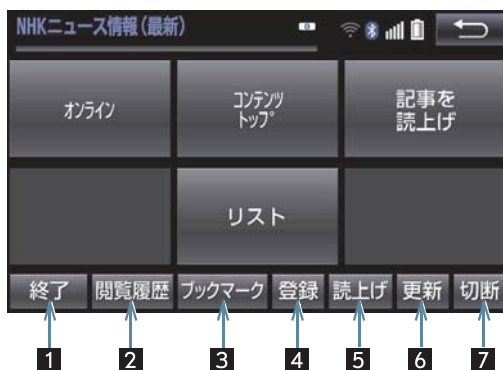 NHKニュース情報(最新)
オンライン
コンテンツ
トップ
記事を
読上げ
リスト
終了 閲覧履歴 ブックマーク 登録 読上げ 更新 切断
1 2 3 4 5 6 7